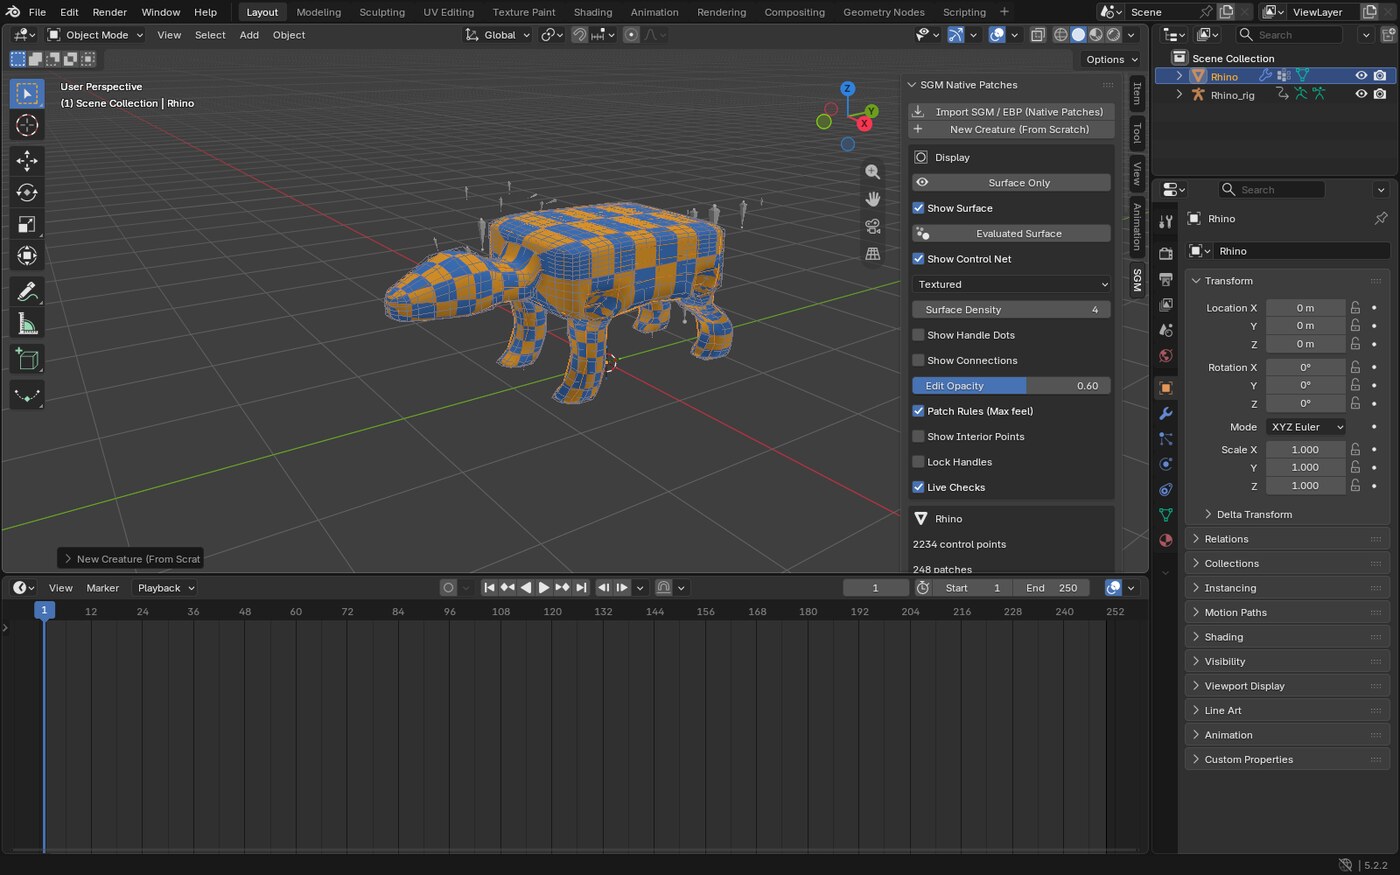 File Edit Render Window Help Layout Modeling Sculpting UV Editing Texture Paint Shading Animation Rendering Compositing Geometry Nodes Scripting + Scene ViewLayer
Object Mode View Select Add Object Global Search
Options
User Perspective
(1) Scene Collection | Rhino
Z
Y
X
SGM Native Patches
Import SGM / EBP (Native Patches)
New Creature (From Scratch)
Display
Surface Only
Show Surface
Evaluated Surface
Show Control Net
Textured
Surface Density 4
Show Handle Dots
Show Connections
Edit Opacity 0.60
Patch Rules (Max feel)
Show Interior Points
Lock Handles
Live Checks
Rhino
2234 control points
248 patches
Item
Tool
View
Animation
SGM
New Creature (From Scrat
Scene Collection
Rhino
Rhino_rig
Search
Rhino
Rhino
Transform
Location X 0 m
Y 0 m
Z 0 m
Rotation X 0°
Y 0°
Z 0°
Mode XYZ Euler
Scale X 1.000
Y 1.000
Z 1.000
Delta Transform
Relations
Collections
Instancing
Motion Paths
Shading
Visibility
Viewport Display
Line Art
Animation
Custom Properties
View Marker Playback 1 Start 1 End 250
1 12 24 36 48 60 72 84 96 108 120 132 144 156 168 180 192 204 216 228 240 252
5.2.2